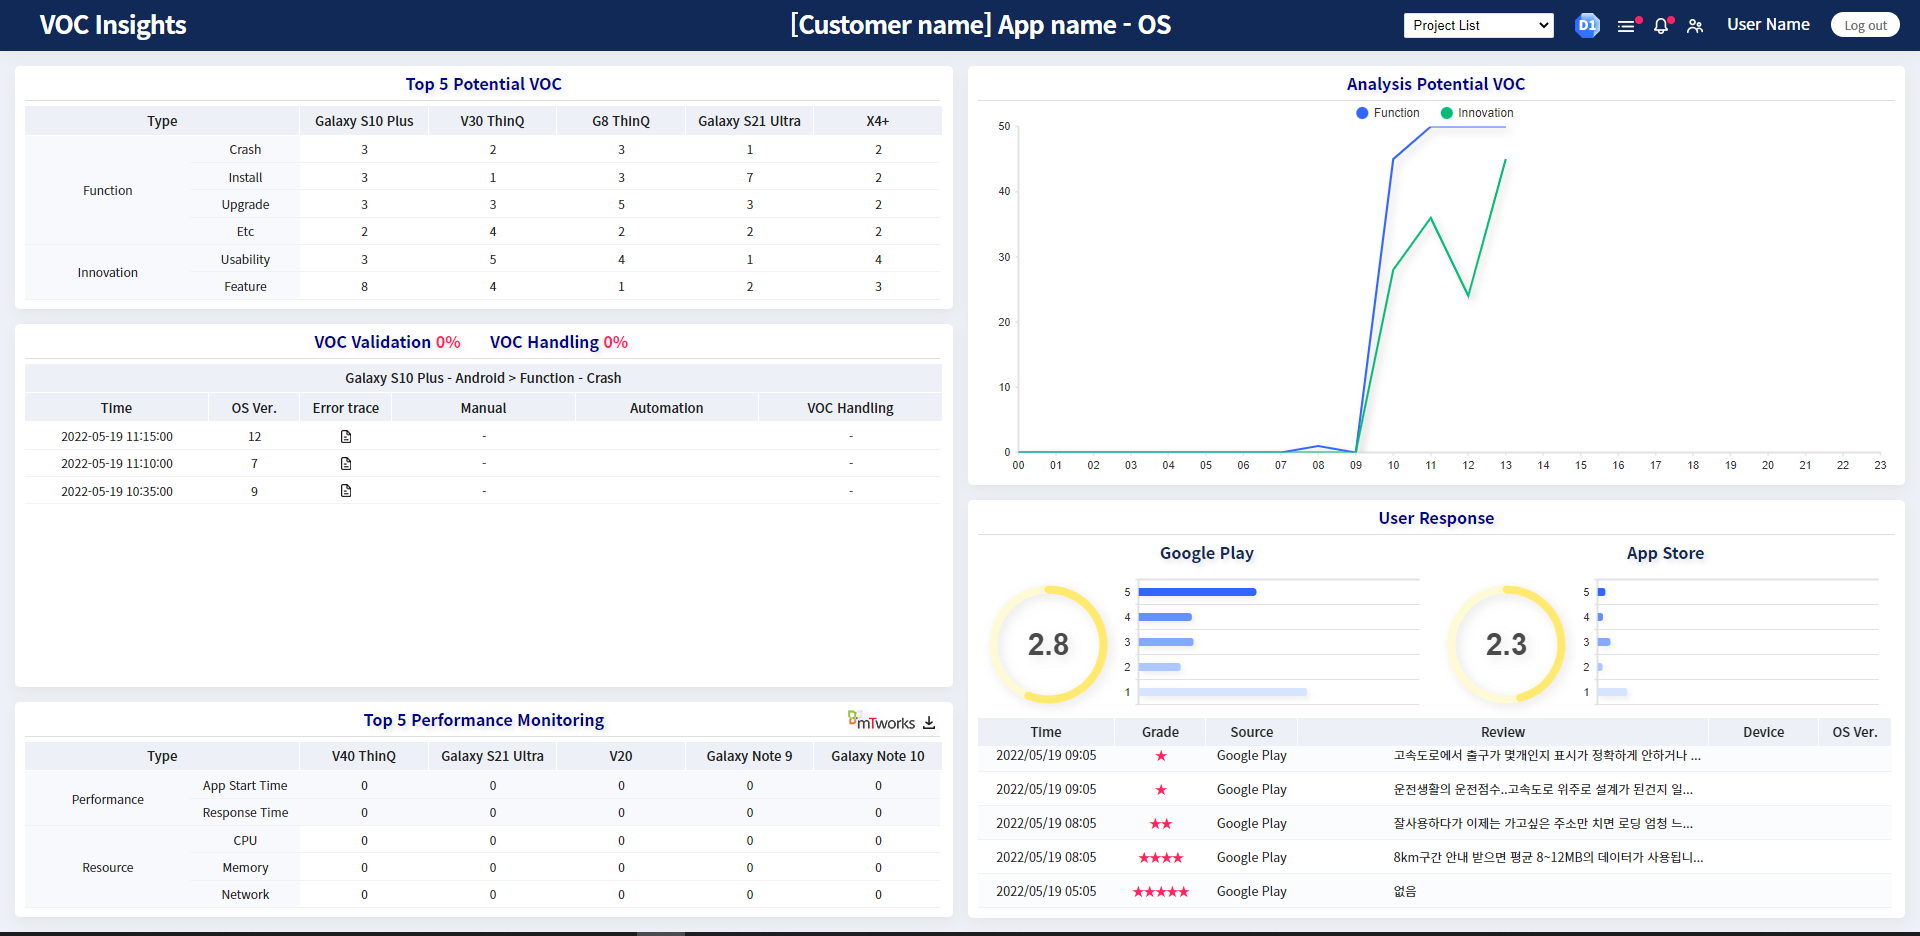 VOC Insights
[Customer name] App name - OS
Project List
D1
User Name
Log out
Top 5 Potential VOC
Type Galaxy S10 Plus V30 ThinQ G8 ThinQ Galaxy S21 Ultra X4+
Function
Crash 3 2 3 1 2
Install 3 1 3 7 2
Upgrade 3 3 5 3 2
Etc 2 4 2 2 2
Innovation
Usability 3 5 4 1 4
Feature 8 4 1 2 3
VOC Validation 0% VOC Handling 0%
Galaxy S10 Plus - Android > Function - Crash
Time OS Ver. Error trace Manual Automation VOC Handling
2022-05-19 11:15:00 12 - -
2022-05-19 11:10:00 7 - -
2022-05-19 10:35:00 9 - -
Top 5 Performance Monitoring
mTworks
Type V40 ThinQ Galaxy S21 Ultra V20 Galaxy Note 9 Galaxy Note 10
Performance
App Start Time 0 0 0 0 0
Response Time 0 0 0 0 0
Resource
CPU 0 0 0 0 0
Memory 0 0 0 0 0
Network 0 0 0 0 0
Analysis Potential VOC
Function Innovation
50
40
30
20
10
0
00 01 02 03 04 05 06 07 08 09 10 11 12 13 14 15 16 17 18 19 20 21 22 23
User Response
Google Play
2.8
5
4
3
2
1
App Store
2.3
5
4
3
2
1
Time Grade Source Review Device OS Ver.
2022/05/19 09:05 ★ Google Play 고속도로에서 출구가 몇개인지 표시가 정확하게 안하거나 ...
2022/05/19 09:05 ★ Google Play 운전생활의 운전점수..고속도로 위주로 설계가 된건지 일...
2022/05/19 08:05 ★★ Google Play 잘사용하다가 이제는 가고싶은 주소만 치면 로딩 엄청 느...
2022/05/19 08:05 ★★★★ Google Play 8km구간 안내 받으면 평균 8~12MB의 데이터가 사용됩니...
2022/05/19 05:05 ★★★★★ Google Play 없음